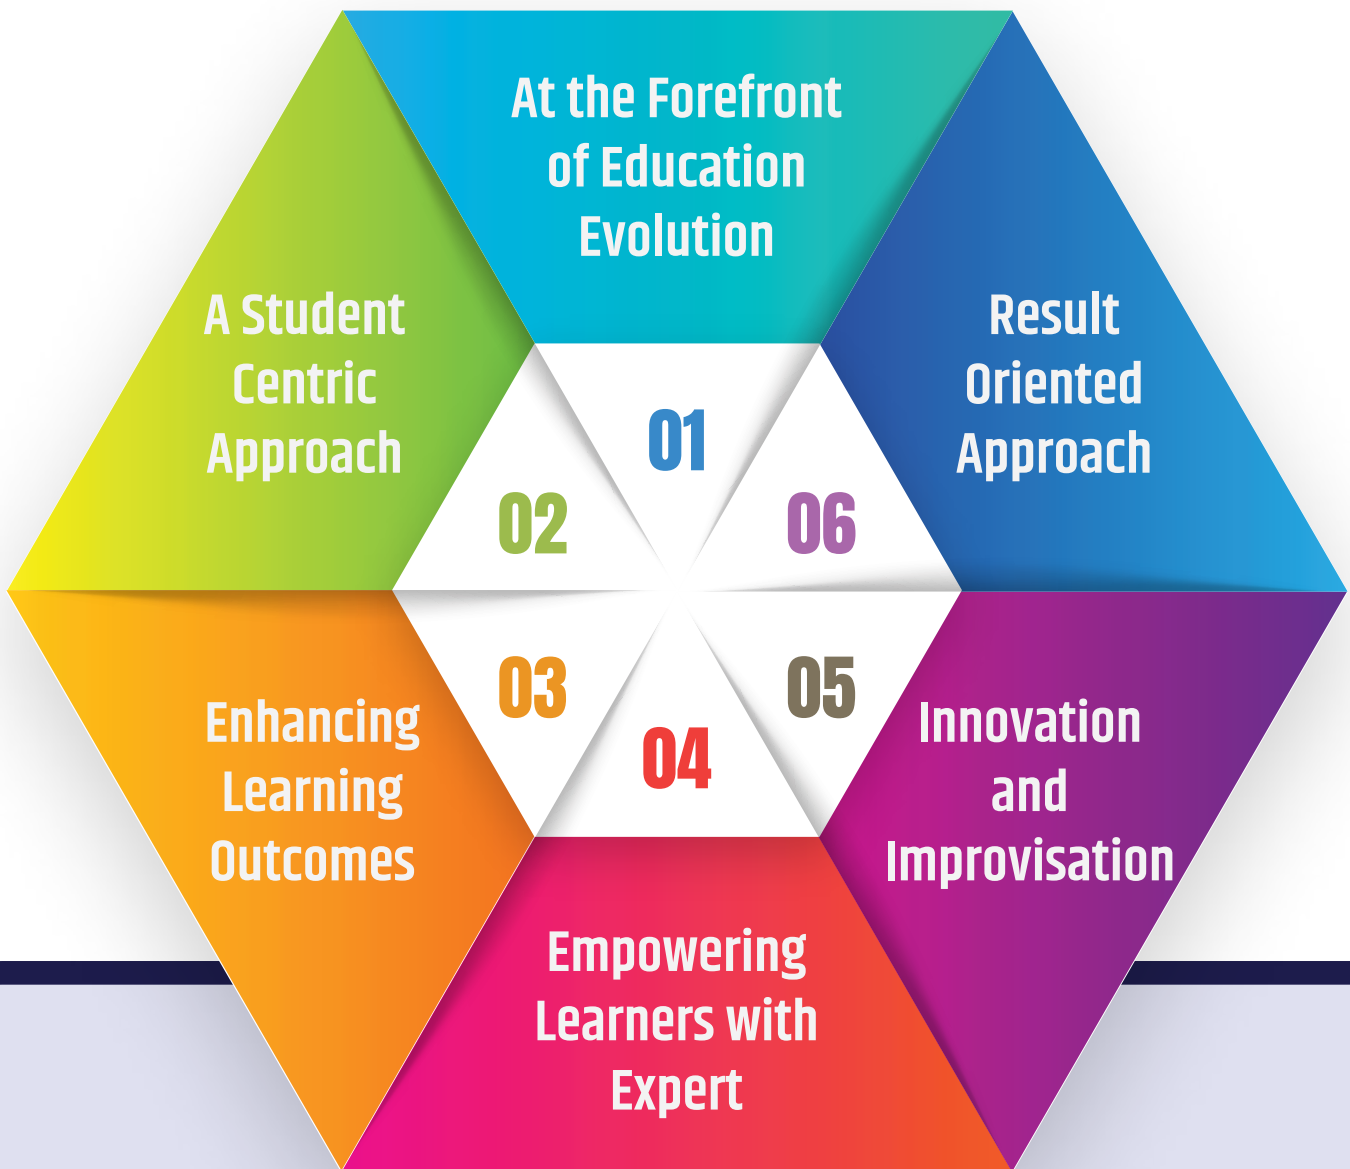 At the Forefront
of Education
Evolution
01
A Student
Centric
Approach
02
Enhancing
Learning
Outcomes
03
Empowering
Learners with
Expert
04
Innovation
and
Improvisation
05
Result
Oriented
Approach
06